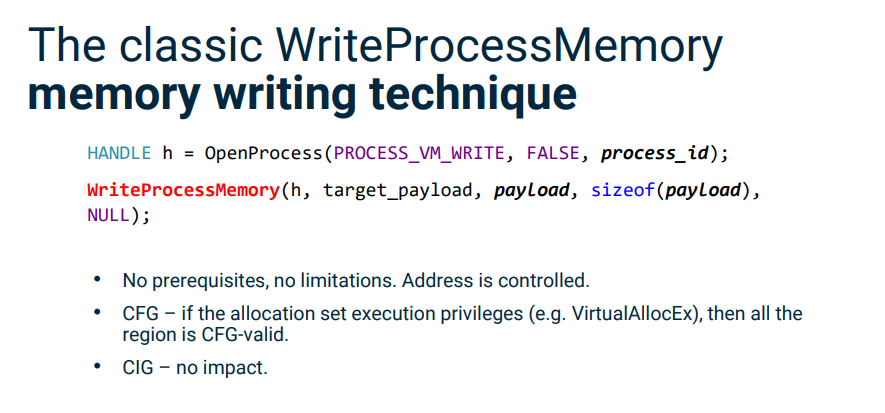 The classic WriteProcessMemory
memory writing technique
HANDLE h = OpenProcess(PROCESS_VM_WRITE, FALSE, process_id);
WriteProcessMemory(h, target_payload, payload, sizeof(payload),
NULL);
• No prerequisites, no limitations. Address is controlled.
• CFG – if the allocation set execution privileges (e.g. VirtualAllocEx), then all the
region is CFG-valid.
• CIG – no impact.